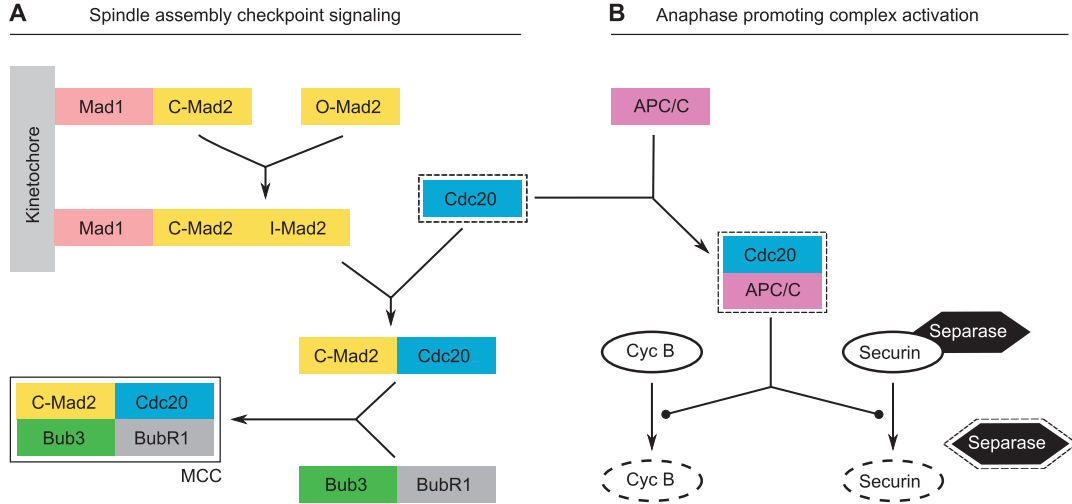 A Spindle assembly checkpoint signaling
B Anaphase promoting complex activation
Kinetochore
Mad1 C-Mad2 O-Mad2
APC/C
Cdc20
Mad1 C-Mad2 I-Mad2
Cdc20
APC/C
C-Mad2 Cdc20
Cyc B
Securin Separase
C-Mad2 Cdc20
Bub3 BubR1
MCC
Bub3 BubR1
Separase
Cyc B
Securin